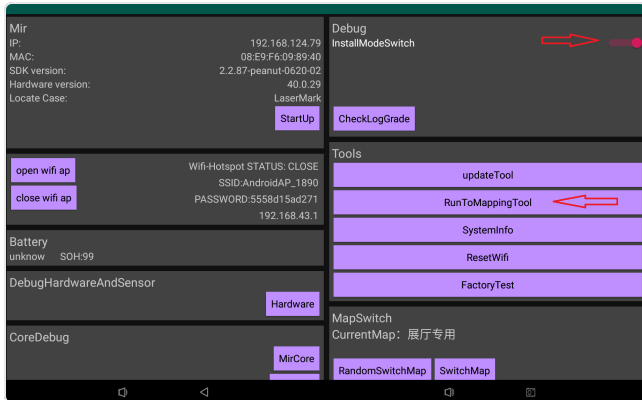 Mir
IP: 192.168.124.79
MAC: 08:E9:F6:09:89:40
SDK version: 2.2.87-peanut-0620-02
Hardware version: 40.0.29
Locate Case: LaserMark
StartUp
open wifi ap
close wifi ap
Wifi-Hotspot STATUS: CLOSE
SSID:AndroidAP_1890
PASSWORD:5558d15ad271
192.168.43.1
Battery
unknow SOH:99
DebugHardwareAndSensor
Hardware
CoreDebug
MirCore
Debug
InstallModeSwitch
CheckLogGrade
Tools
updateTool
RunToMappingTool
SystemInfo
ResetWifi
FactoryTest
MapSwitch
CurrentMap：展厅专用
RandomSwitchMap SwitchMap